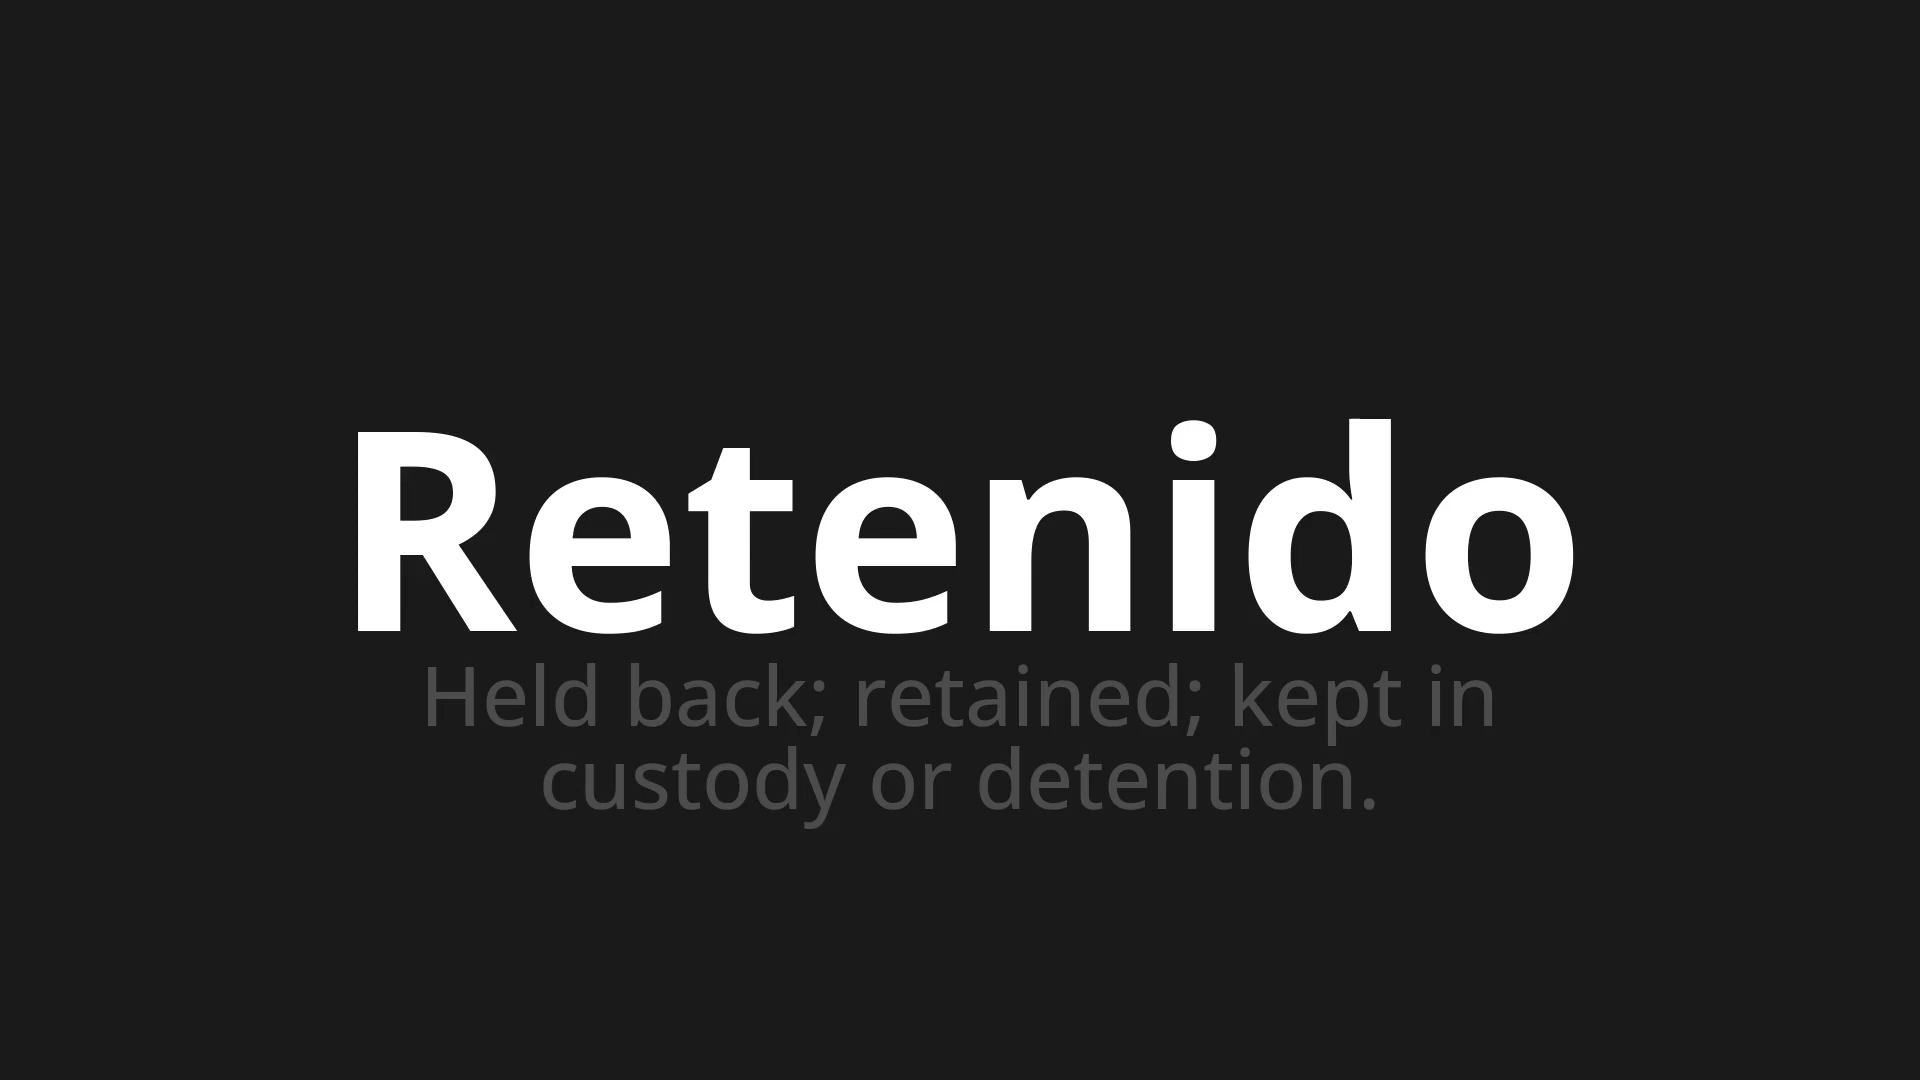 Retenido
Held back; retained; kept in
custody or detention.